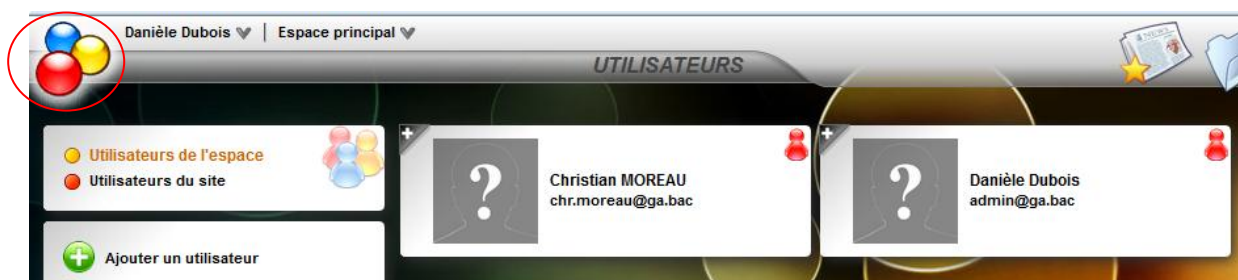 Danièle Dubois | Espace principal
UTILISATEURS
NEWS
Utilisateurs de l'espace
Utilisateurs du site
Ajouter un utilisateur
?
Christian MOREAU
chr.moreau@ga.bac
?
Danièle Dubois
admin@ga.bac